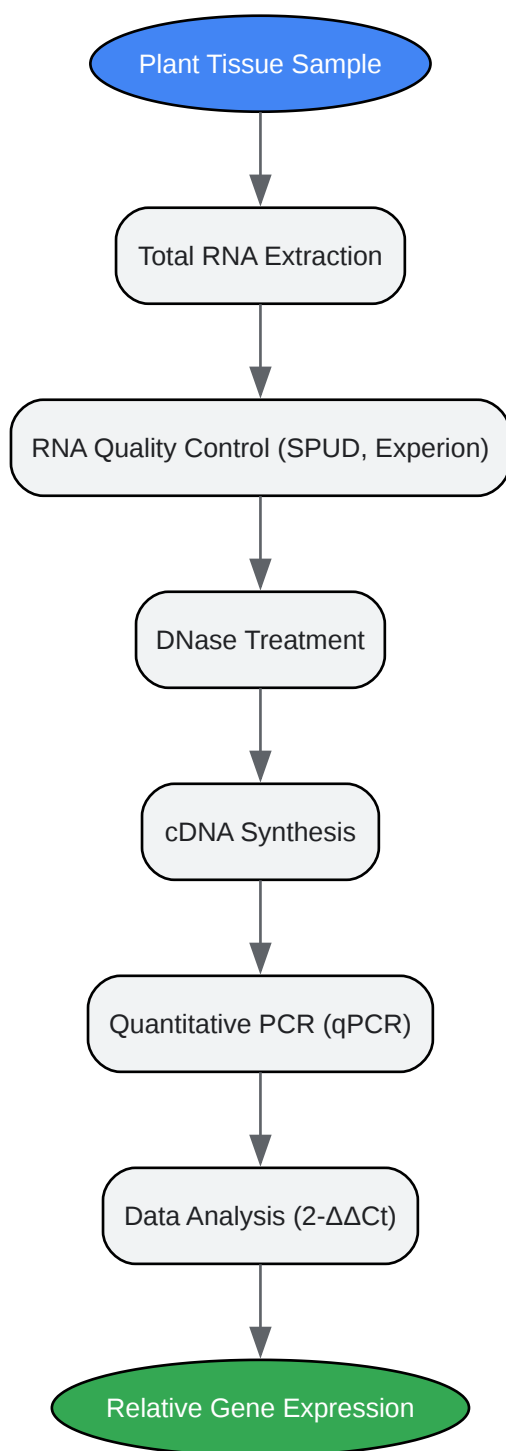 Plant Tissue Sample
Total RNA Extraction
RNA Quality Control (SPUD, Experion)
DNase Treatment
cDNA Synthesis
Quantitative PCR (qPCR)
Data Analysis (2-ΔΔCt)
Relative Gene Expression